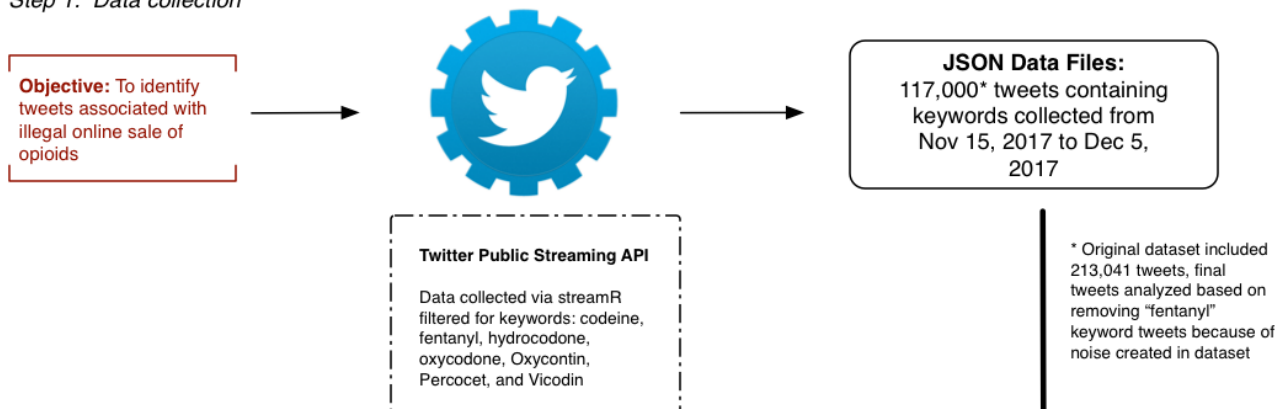 Step 1: Data collection
Objective: To identify
tweets associated with
illegal online sale of
opioids
JSON Data Files:
117,000* tweets containing
keywords collected from
Nov 15, 2017 to Dec 5,
2017
Twitter Public Streaming API
Data collected via streamR
filtered for keywords: codeine,
fentanyl, hydrocodone,
oxycodone, Oxycontin,
Percocet, and Vicodin
* Original dataset included
213,041 tweets, final
tweets analyzed based on
removing “fentanyl”
keyword tweets because of
noise created in dataset